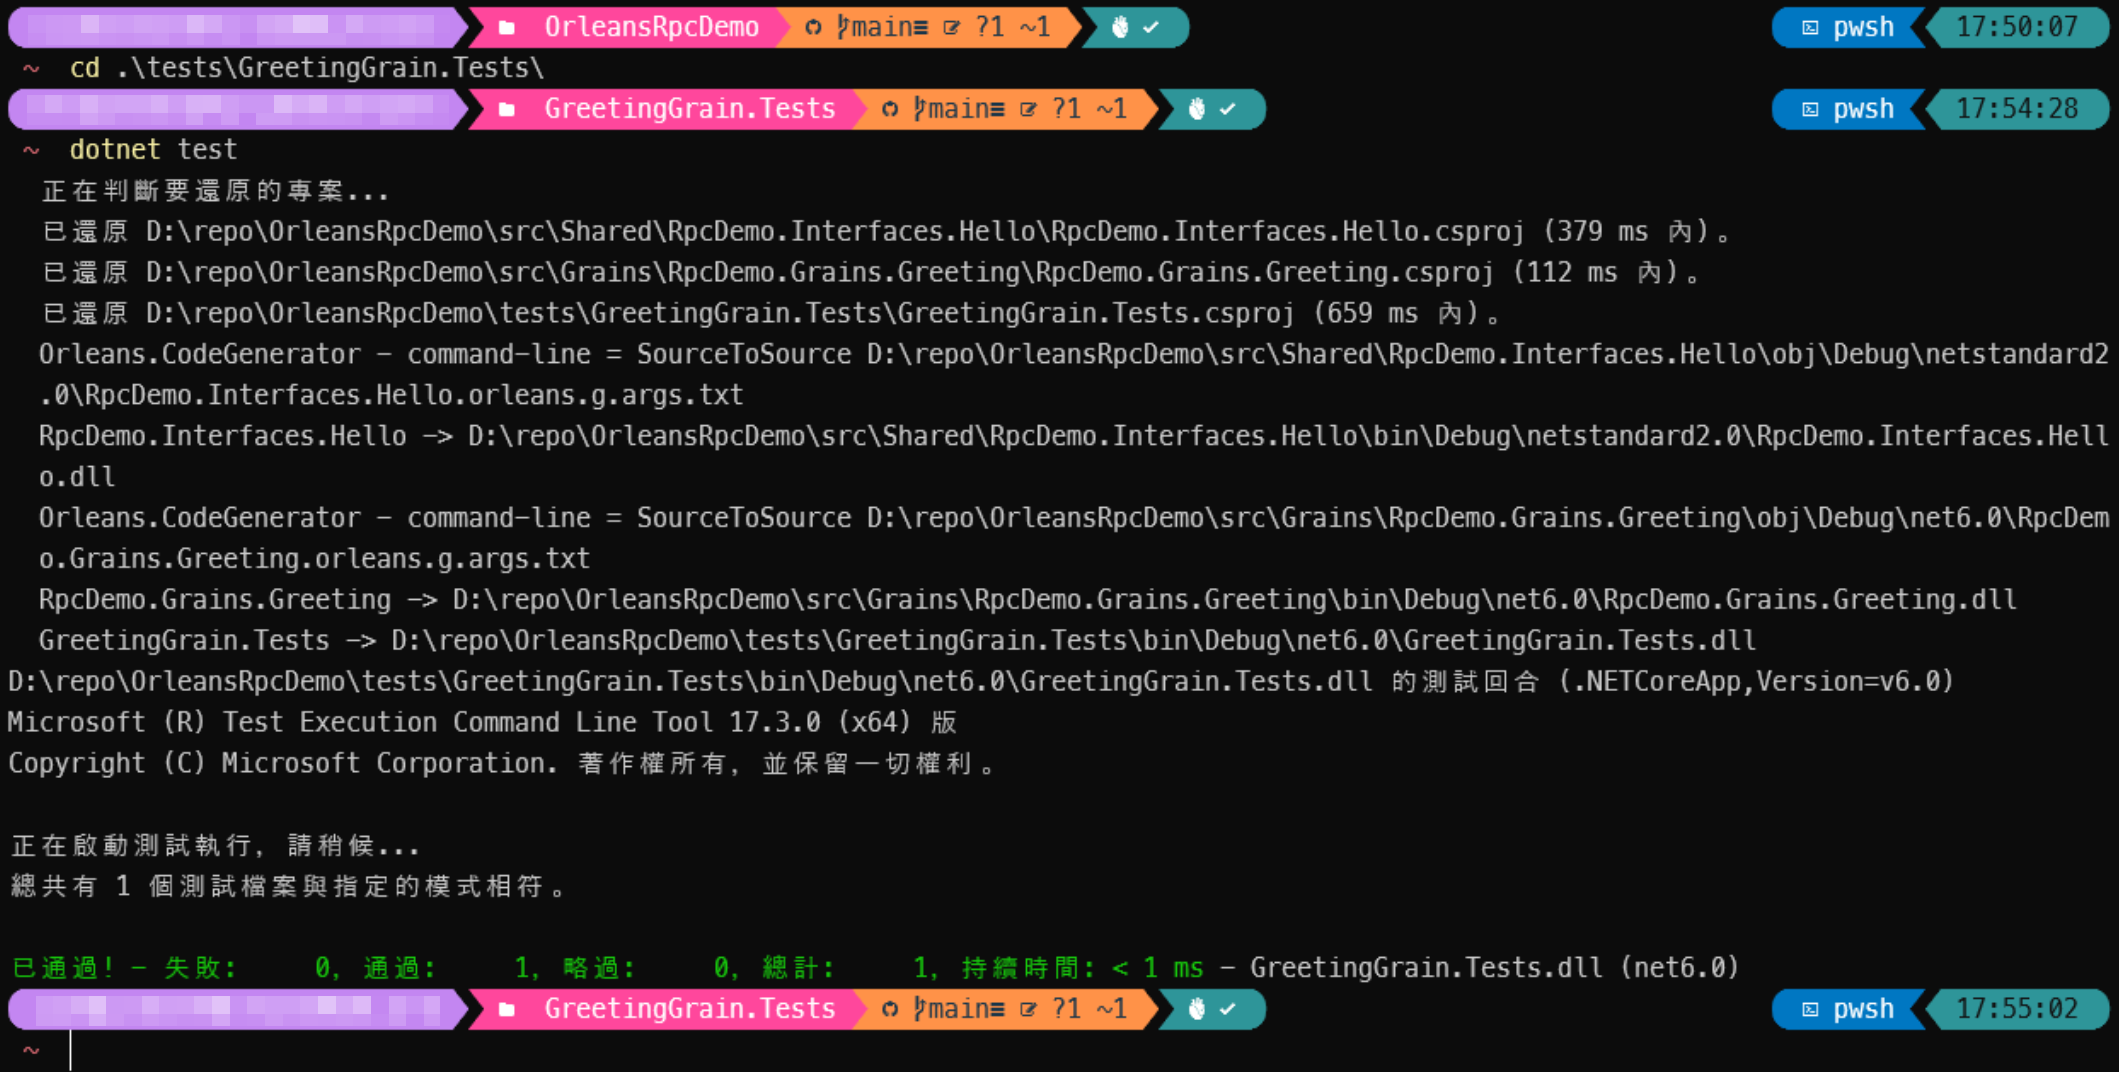 OrleansRpcDemo main≡ ?1 ~1 pwsh 17:50:07
~ cd .\tests\GreetingGrain.Tests\
GreetingGrain.Tests main≡ ?1 ~1 pwsh 17:54:28
~ dotnet test
正在判斷要還原的專案...
已還原 D:\repo\OrleansRpcDemo\src\Shared\RpcDemo.Interfaces.Hello\RpcDemo.Interfaces.Hello.csproj (379 ms 內)。
已還原 D:\repo\OrleansRpcDemo\src\Grains\RpcDemo.Grains.Greeting\RpcDemo.Grains.Greeting.csproj (112 ms 內)。
已還原 D:\repo\OrleansRpcDemo\tests\GreetingGrain.Tests\GreetingGrain.Tests.csproj (659 ms 內)。
Orleans.CodeGenerator - command-line = SourceToSource D:\repo\OrleansRpcDemo\src\Shared\RpcDemo.Interfaces.Hello\obj\Debug\netstandard2
.0\RpcDemo.Interfaces.Hello.orleans.g.args.txt
RpcDemo.Interfaces.Hello -> D:\repo\OrleansRpcDemo\src\Shared\RpcDemo.Interfaces.Hello\bin\Debug\netstandard2.0\RpcDemo.Interfaces.Hell
o.dll
Orleans.CodeGenerator - command-line = SourceToSource D:\repo\OrleansRpcDemo\src\Grains\RpcDemo.Grains.Greeting\obj\Debug\net6.0\RpcDem
o.Grains.Greeting.orleans.g.args.txt
RpcDemo.Grains.Greeting -> D:\repo\OrleansRpcDemo\src\Grains\RpcDemo.Grains.Greeting\bin\Debug\net6.0\RpcDemo.Grains.Greeting.dll
GreetingGrain.Tests -> D:\repo\OrleansRpcDemo\tests\GreetingGrain.Tests\bin\Debug\net6.0\GreetingGrain.Tests.dll
D:\repo\OrleansRpcDemo\tests\GreetingGrain.Tests\bin\Debug\net6.0\GreetingGrain.Tests.dll 的測試回合 (.NETCoreApp,Version=v6.0)
Microsoft (R) Test Execution Command Line Tool 17.3.0 (x64) 版
Copyright (C) Microsoft Corporation. 著作權所有, 並保留一切權利。
正在啟動測試執行, 請稍候...
總共有 1 個測試檔案與指定的模式相符。
已通過! - 失敗: 0, 通過: 1, 略過: 0, 總計: 1, 持續時間: < 1 ms - GreetingGrain.Tests.dll (net6.0)
GreetingGrain.Tests main≡ ?1 ~1 pwsh 17:55:02
~